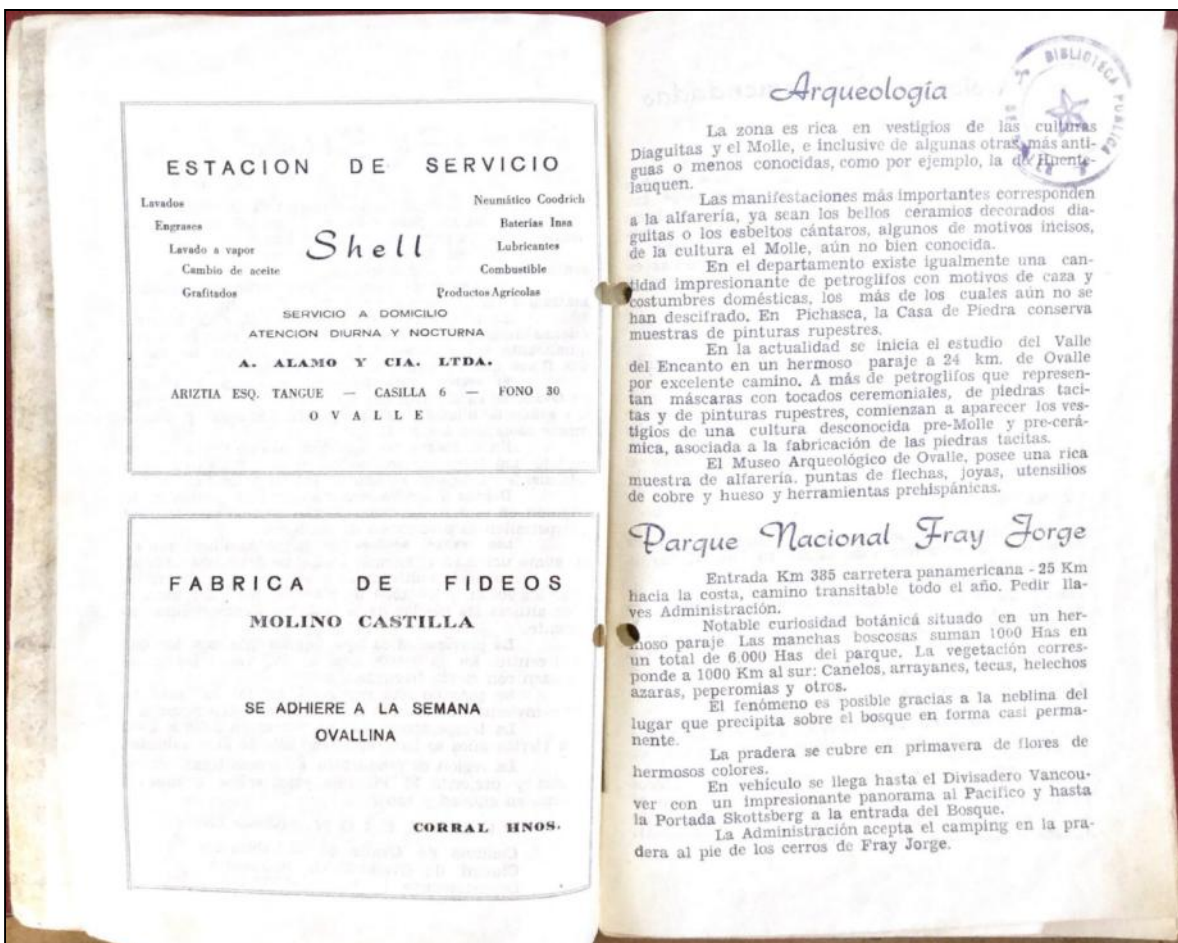 ESTACION DE SERVICIO
Lavados
Engrases
Lavado a vapor
Cambio de aceite
Grafitados
Shell
Neumático Coodrich
Baterías Insa
Lubricantes
Combustible
Productos Agrícolas
SERVICIO A DOMICILIO
ATENCION DIURNA Y NOCTURNA
A. ALAMO Y CIA. LTDA.
ARIZTIA ESQ. TANGUE — CASILLA 6 — FONO 30
OVALLE
FABRICA DE FIDEOS
MOLINO CASTILLA
SE ADHIERE A LA SEMANA
OVALLINA
CORRAL HNOS.
BIBLIOTECA PUBLICA
Arqueología
La zona es rica en vestigios de las culturas
Diaguitas y el Molle, e inclusive de algunas otras más anti-
guas o menos conocidas, como por ejemplo, la de Huente-
lauquen.
Las manifestaciones más importantes corresponden
a la alfarería, ya sean los bellos ceramios decorados dia-
guitas o los esbeltos cántaros, algunos de motivos incisos,
de la cultura el Molle, aún no bien conocida.
En el departamento existe igualmente una can-
tidad impresionante de petroglifos con motivos de caza y
costumbres domésticas, los más de los cuales aún no se
han descifrado. En Pichasca, la Casa de Piedra conserva
muestras de pinturas rupestres.
En la actualidad se inicia el estudio del Valle
del Encanto en un hermoso paraje a 24 km. de Ovalle
por excelente camino. A más de petroglifos que represen-
tan máscaras con tocados ceremoniales, de piedras taci-
tas y de pinturas rupestres, comienzan a aparecer los ves-
tigios de una cultura desconocida pre-Molle y pre-cerá-
mica, asociada a la fabricación de las piedras tacitas.
El Museo Arqueológico de Ovalle, posee una rica
muestra de alfarería. puntas de flechas, joyas, utensilios
de cobre y hueso y herramientas prehispánicas.
Parque Nacional Fray Jorge
Entrada Km 385 carretera panamericana - 25 Km
hacia la costa, camino transitable todo el año. Pedir lla-
ves Administración.
Notable curiosidad botánicá situado en un her-
moso paraje Las manchas boscosas suman 1000 Has en
un total de 6.000 Has del parque. La vegetación corres-
ponde a 1000 Km al sur: Canelos, arrayanes, tecas, helechos
azaras, peperomias y otros.
El fenómeno es posible gracias a la neblina del
lugar que precipita sobre el bosque en forma casi perma-
nente.
La pradera se cubre en primavera de flores de
hermosos colores.
En vehículo se llega hasta el Divisadero Vancou-
ver con un impresionante panorama al Pacífico y hasta
la Portada Skottsberg a la entrada del Bosque.
La Administración acepta el camping en la pra-
dera al pie de los cerros de Fray Jorge.